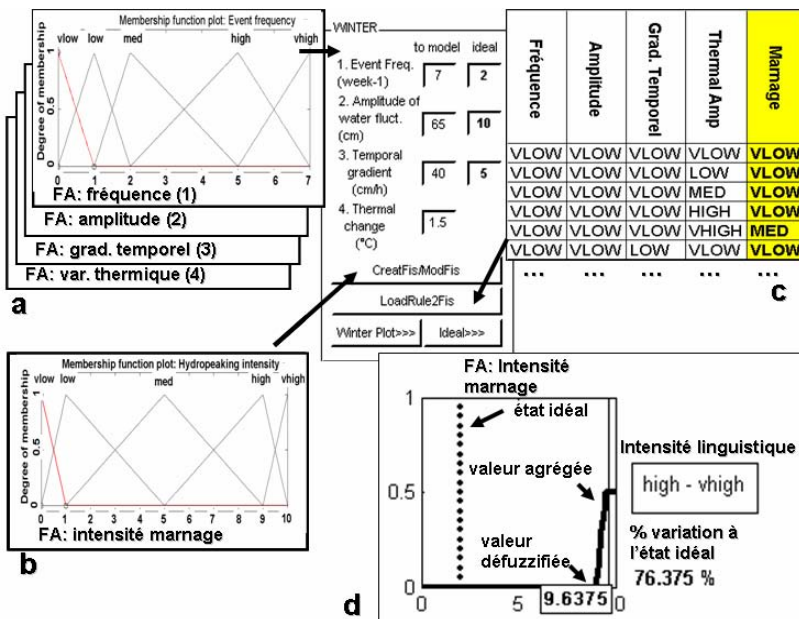 Membership function plot: Event frequency
vlow low med high vhigh
Degree of membership
1
0.5
0
0 1 2 3 4 5 6 7
FA: fréquence (1)
FA: amplitude (2)
FA: grad. temporel (3)
FA: var. thermique (4)
a
WINTER
to model ideal
1. Event Freq. (week-1) 7 2
2. Amplitude of water fluct. (cm) 65 10
3. Temporal gradient (cm/h) 40 5
4. Thermal change (°C) 1.5
CreatFis/ModFis
LoadRule2Fis
Winter Plot>>> Ideal>>>
Fréquence Amplitude Grad. Temporel Thermal Amp Marnage
VLOW VLOW VLOW VLOW VLOW
VLOW VLOW VLOW LOW VLOW
VLOW VLOW VLOW MED VLOW
VLOW VLOW VLOW HIGH VLOW
VLOW VLOW VLOW VHIGH MED
VLOW VLOW LOW VLOW VLOW
... ... ... ... ...
c
Membership function plot: Hydropeaking intensity
vlow low med high vhigh
Degree of membership
1
0.5
0
0 1 2 3 4 5 6 7 8 9 10
FA: intensité marnage
b
FA: Intensité
marnage
1
état idéal
valeur agrégée
0.5
valeur
défuzzifiée
0
0 5 9.6375 0
Intensité linguistique
high - vhigh
% variation à
l'état idéal
76.375 %
d